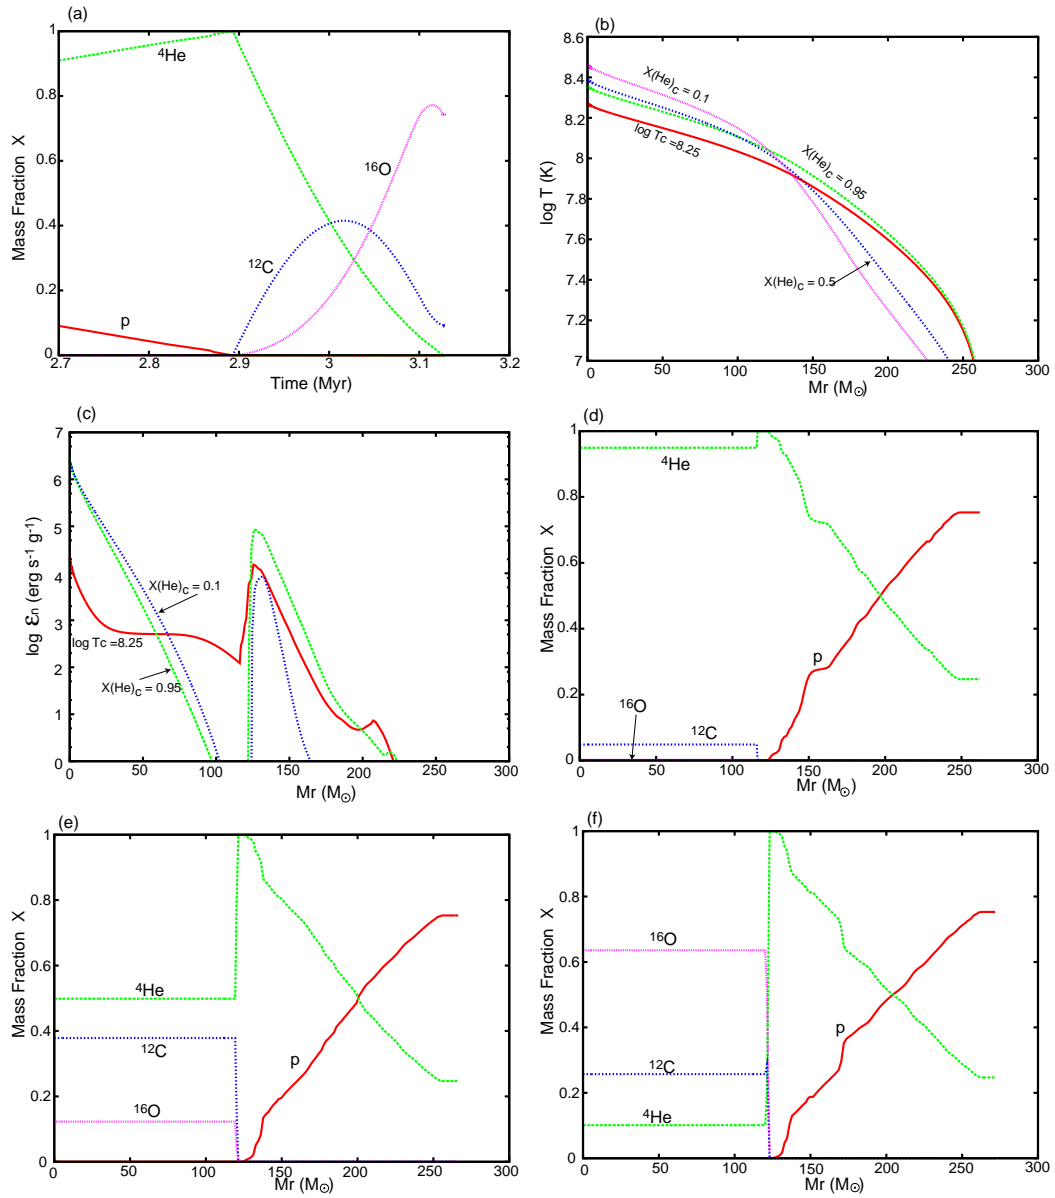 (a)
1
0.8
0.6
0.4
0.2
0
2.7
2.8
2.9
3
3.1
3.2
Mass Fraction X
Time (Myr)
⁴He
¹⁶O
¹²C
p
(b)
8.6
8.4
8.2
8
7.8
7.6
7.4
7.2
7
0
50
100
150
200
250
300
log T (K)
Mr (M☉)
X(He)c = 0.1
log Tc =8.25
X(He)c = 0.95
X(He)c = 0.5
(c)
7
6
5
4
3
2
1
0
0
50
100
150
200
250
300
log εn (erg s⁻¹ g⁻¹)
Mr (M☉)
X(He)c = 0.1
log Tc =8.25
X(He)c = 0.95
(d)
1
0.8
0.6
0.4
0.2
0
0
50
100
150
200
250
300
Mass Fraction X
Mr (M☉)
⁴He
p
¹⁶O
¹²C
(e)
1
0.8
0.6
0.4
0.2
0
0
50
100
150
200
250
300
Mass Fraction X
Mr (M☉)
⁴He
¹²C
p
¹⁶O
(f)
1
0.8
0.6
0.4
0.2
0
0
50
100
150
200
250
300
Mass Fraction X
Mr (M☉)
¹⁶O
p
¹²C
⁴He